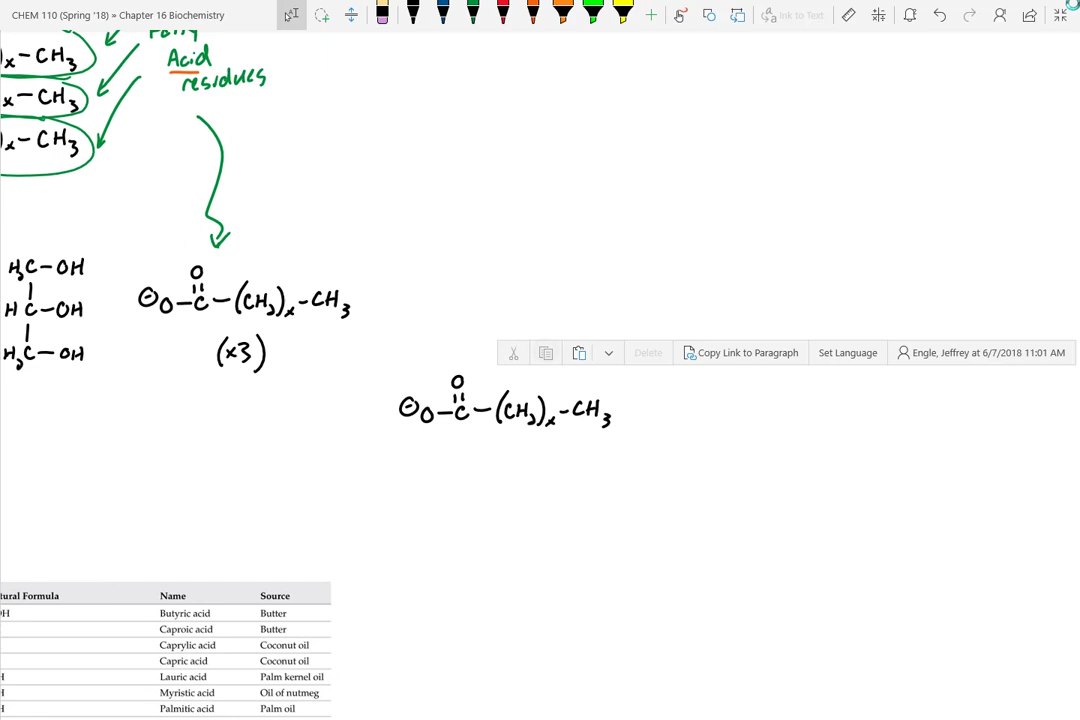 CHEM 110 (Spring '18) » Chapter 16 Biochemistry
Ink to Text
Acid
residues
x-CH3
x-CH3
)x-CH3
H2C-OH
HC-OH
H2C-OH
O
⊖O-C-(CH2)x-CH3
(x3)
Delete
Copy Link to Paragraph
Set Language
Engle, Jeffrey at 6/7/2018 11:01 AM
O
⊖O-C-(CH2)x-CH3
tural Formula Name Source
OH Butyric acid Butter
Caproic acid Butter
Caprylic acid Coconut oil
Capric acid Coconut oil
H Lauric acid Palm kernel oil
H Myristic acid Oil of nutmeg
H Palmitic acid Palm oil